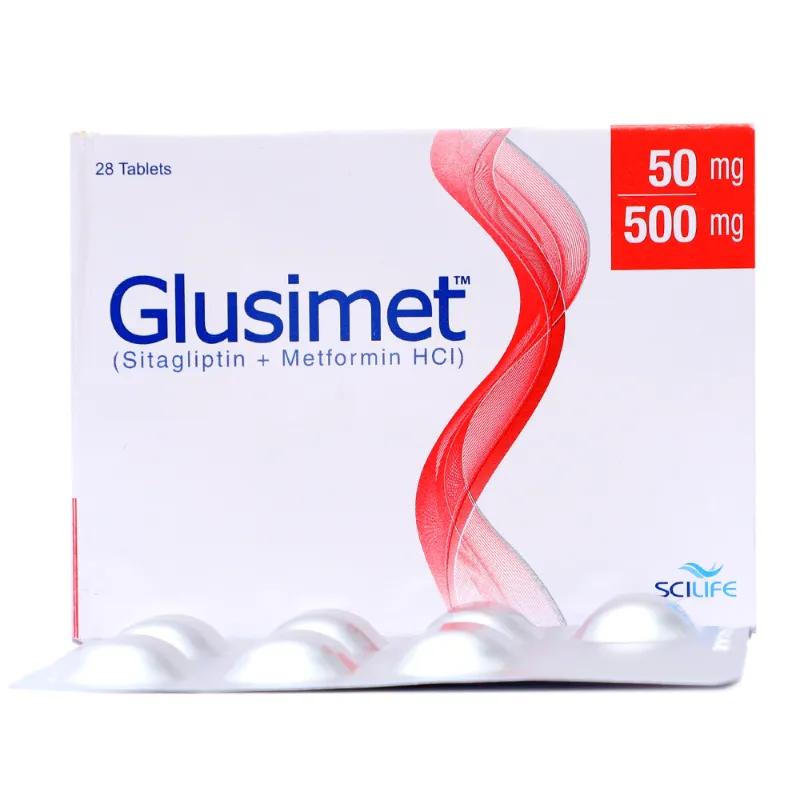 28 Tablets
50 mg
500 mg
Glusimet™
(Sitagliptin + Metformin HCl)
SCILIFE